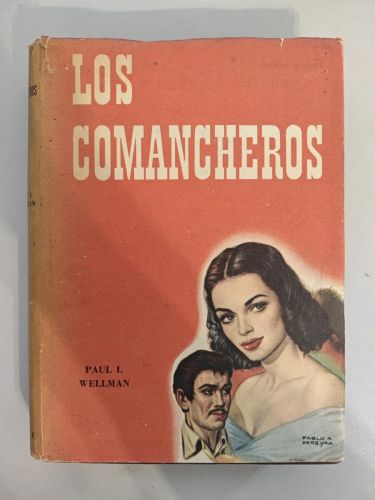 LOS
COMANCHEROS
PAUL I.
WELLMAN
PABLO A.
PEREYRA